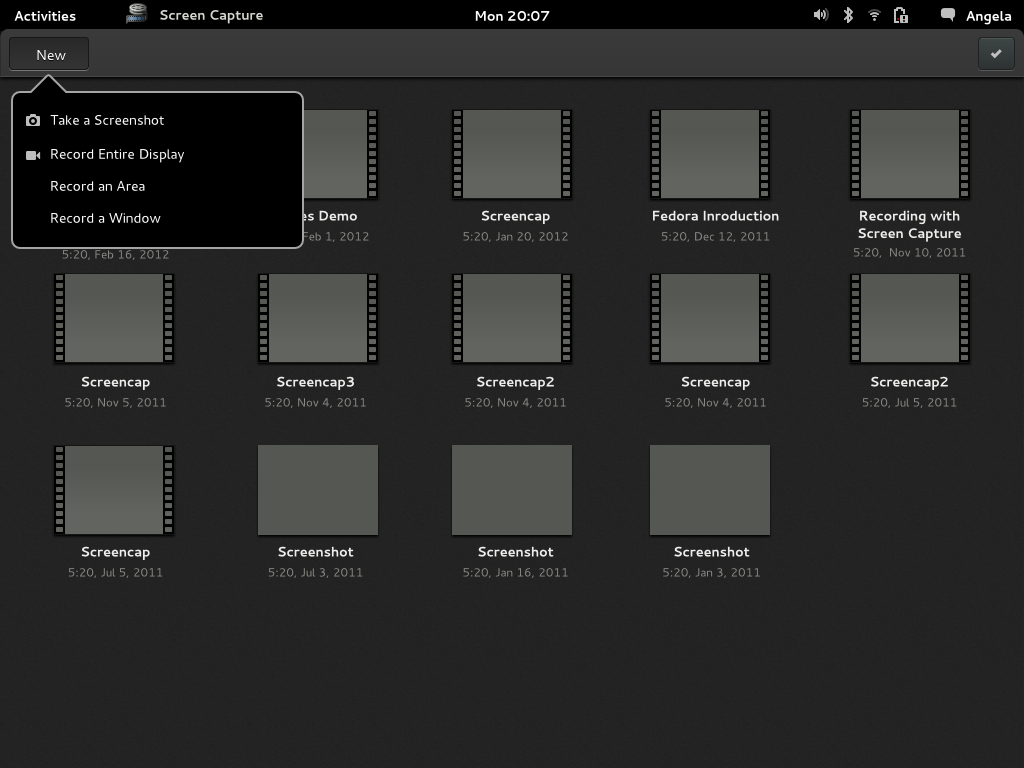 Activities Screen Capture Mon 20:07 Angela
New
Take a Screenshot
Record Entire Display
Record an Area
Record a Window
es Demo Screencap Fedora Inroduction Recording with
Screen Capture
5:20, Feb 16, 2012 Feb 1, 2012 5:20, Jan 20, 2012 5:20, Dec 12, 2011 5:20, Nov 10, 2011
Screencap Screencap3 Screencap2 Screencap Screencap2
5:20, Nov 5, 2011 5:20, Nov 4, 2011 5:20, Nov 4, 2011 5:20, Nov 4, 2011 5:20, Jul 5, 2011
Screencap Screenshot Screenshot Screenshot
5:20, Jul 5, 2011 5:20, Jul 3, 2011 5:20, Jan 16, 2011 5:20, Jan 3, 2011